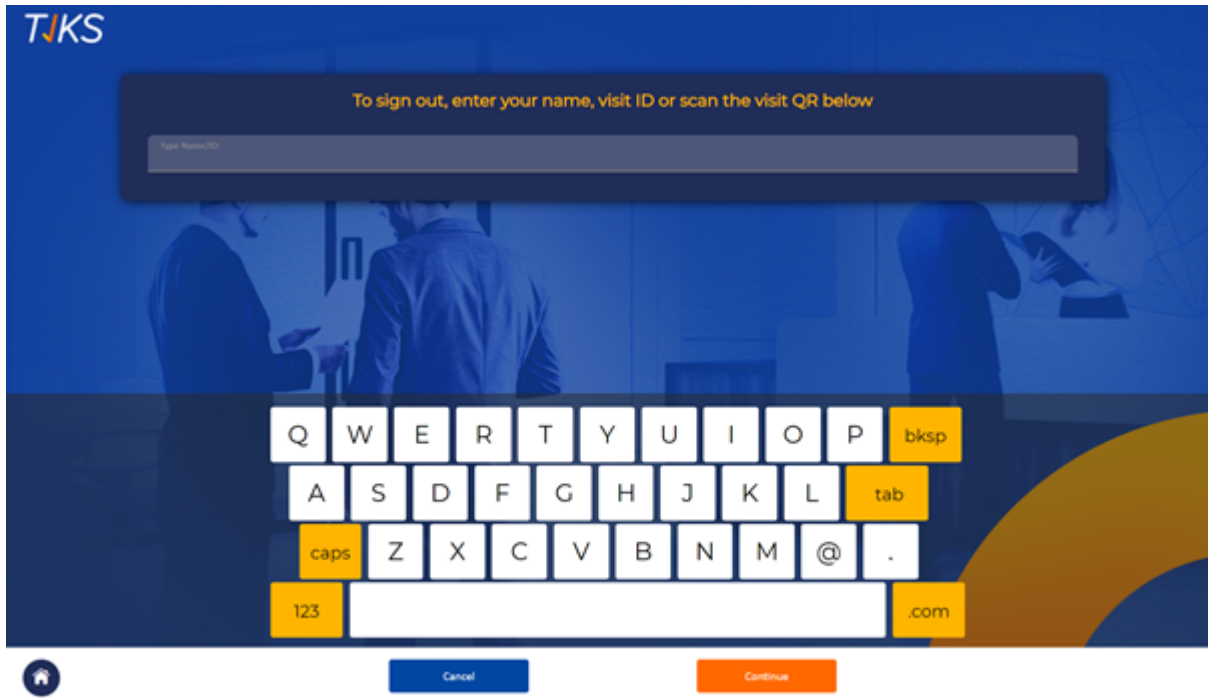 TJKS
To sign out, enter your name, visit ID or scan the visit QR below
Type Name/ID:
Q W E R T Y U I O P bksp
A S D F G H J K L tab
caps Z X C V B N M @ .
123 .com
Cancel Continue